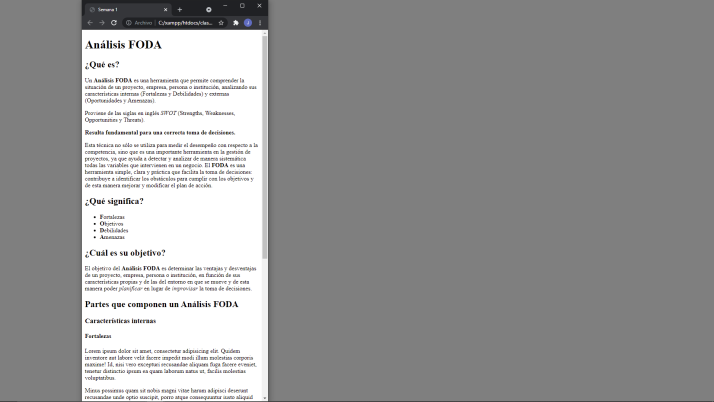 Semana 1
Archivo | C:/xampp/htdocs/clas...
Análisis FODA
¿Qué es?
Un Análisis FODA es una herramienta que permite comprender la
situación de un proyecto, empresa, persona o institución, analizando sus
características internas (Fortalezas y Debilidades) y externas
(Oportunidades y Amenazas).
Proviene de las siglas en inglés SWOT (Strengths, Weaknesses,
Opportunities y Threats).
Resulta fundamental para una correcta toma de decisiones.
Esta técnica no sólo se utiliza para medir el desempeño con respecto a la
competencia, sino que es una importante herramienta en la gestión de
proyectos, ya que ayuda a detectar y analizar de manera sistemática
todas las variables que intervienen en un negocio. El FODA es una
herramienta simple, clara y práctica que facilita la toma de decisiones:
contribuye a identificar los obstáculos para cumplir con los objetivos y
de esta manera mejorar y modificar el plan de acción.
¿Qué significa?
Fortalezas
Objetivos
Debilidades
Amenazas
¿Cuál es su objetivo?
El objetivo del Análisis FODA es determinar las ventajas y desventajas
de un proyecto, empresa, persona o institución, en función de sus
características propias y de las del entorno en que se mueve y de esta
manera poder planificar en lugar de improvisar la toma de decisiones.
Partes que componen un Análisis FODA
Características internas
Fortalezas
Lorem ipsum dolor sit amet, consectetur adipisicing elit. Quidem
inventore aut labore velit facere impedit modi illum molestias corporis
maxime! Id, nisi vero excepturi recusandae aliquam fuga facere eveniet,
tenetur distinctio ipsum ea quam laborum natus ut, facilis molestias
voluptatibus.
Minus possimus quam sit nobis magni vitae harum adipisci deserunt
recusandae unde optio suscipit, porro atque consequuntur iusto aliquid